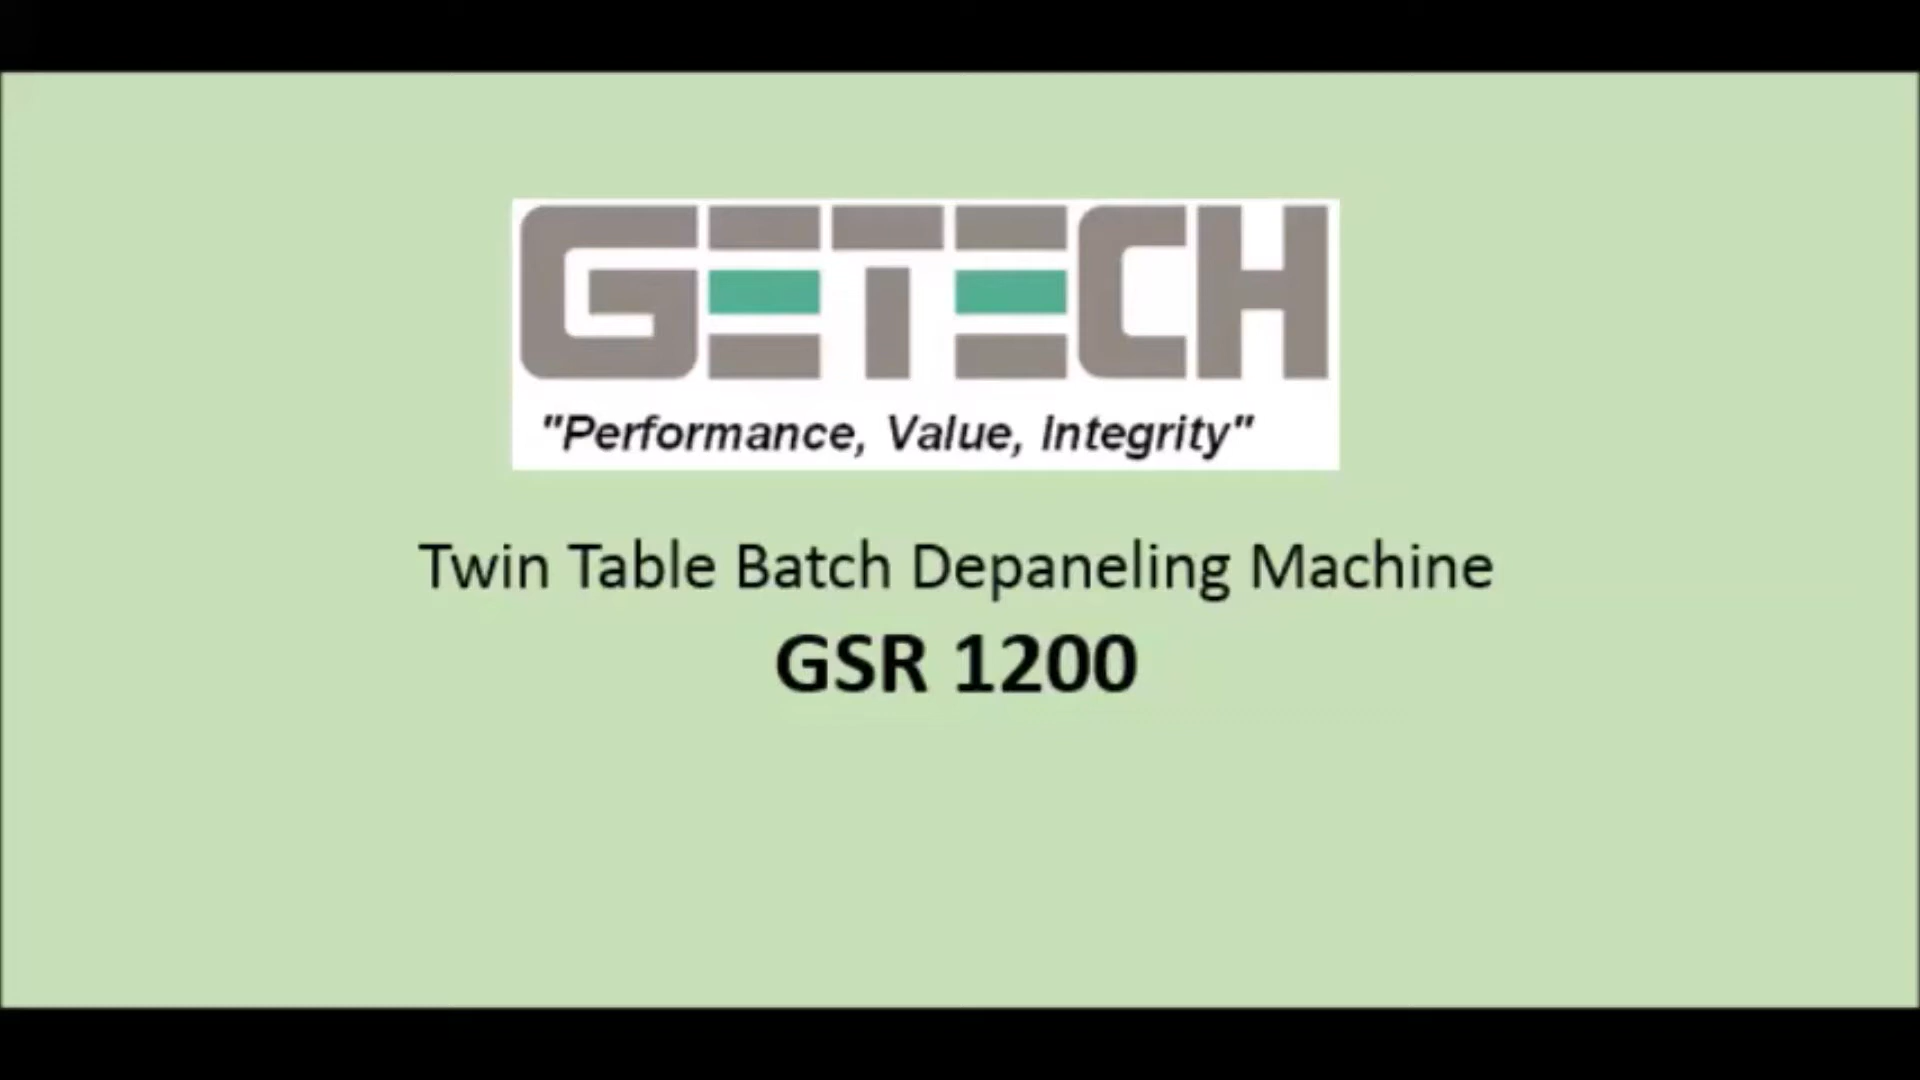 GETECH
"Performance, Value, Integrity"
Twin Table Batch Depaneling Machine
GSR 1200